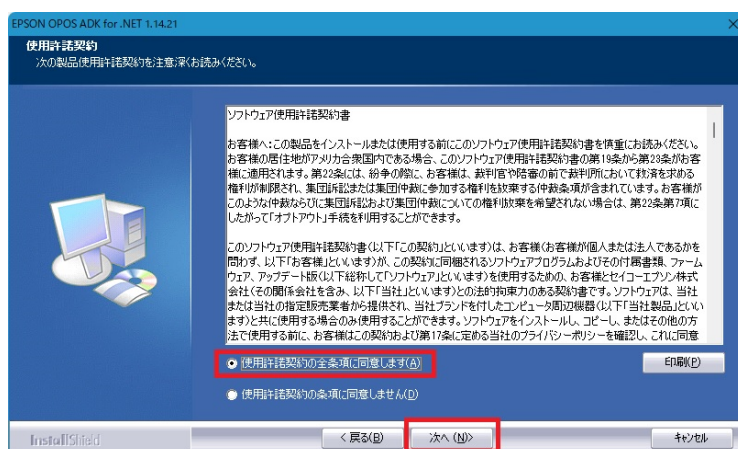 EPSON OPOS ADK for .NET 1.14.21
使用許諾契約
次の製品使用許諾契約を注意深くお読みください。
ソフトウェア使用許諾契約書
お客様へ：この製品をインストールまたは使用する前にこのソフトウェア使用許諾契約書を慎重にお読みください。
お客様の居住地がアメリカ合衆国内である場合、このソフトウェア使用許諾契約書の第19条から第23条がお客
様に適用されます。第22条には、紛争の際に、お客様は、裁判官や陪審の前で裁判所において救済を求める
権利が制限され、集団訴訟または集団仲裁に参加する権利を放棄する仲裁条項が含まれています。お客様が
このような仲裁ならびに集団訴訟および集団仲裁についての権利放棄を希望されない場合は、第22条第7項に
したがって「オプトアウト」手続を利用することができます。
このソフトウェア使用許諾契約書（以下「この契約」といいます）は、お客様（お客様が個人または法人であるかを
問わず、以下「お客様」といいます）が、この契約に同梱されるソフトウェアプログラムおよびその付属書類、ファーム
ウェア、アップデート版（以下総称して「ソフトウェア」といいます）を使用するための、お客様とセイコーエプソン株式
会社（その関係会社を含み、以下「当社」といいます）との法的拘束力のある契約書です。ソフトウェアは、当社
または当社の指定販売業者から提供され、当社ブランドを付したコンピュータ周辺機器（以下「当社製品」といい
ます）と共に使用する場合のみ使用することができます。ソフトウェアをインストールし、コピーし、またはその他の方
法で使用する前に、お客様はこの契約および第17条に定める当社のプライバシーポリシーを確認し、これに同意
使用許諾契約の全条項に同意します(A)
印刷(P)
使用許諾契約の条項に同意しません(D)
InstallShield
< 戻る(B)
次へ (N)>
キャンセル